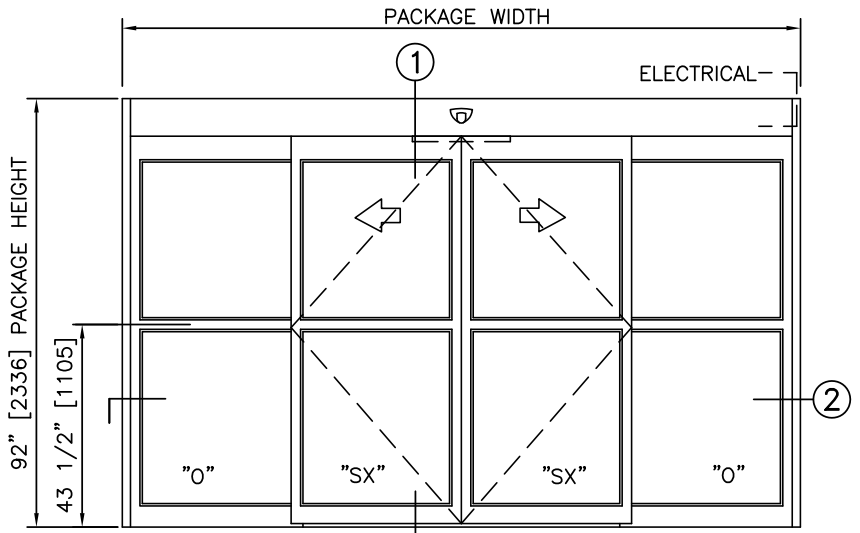 PACKAGE WIDTH
1
ELECTRICAL
92" [2336] PACKAGE HEIGHT
43 1/2" [1105]
2
"O" "SX" "SX" "O"